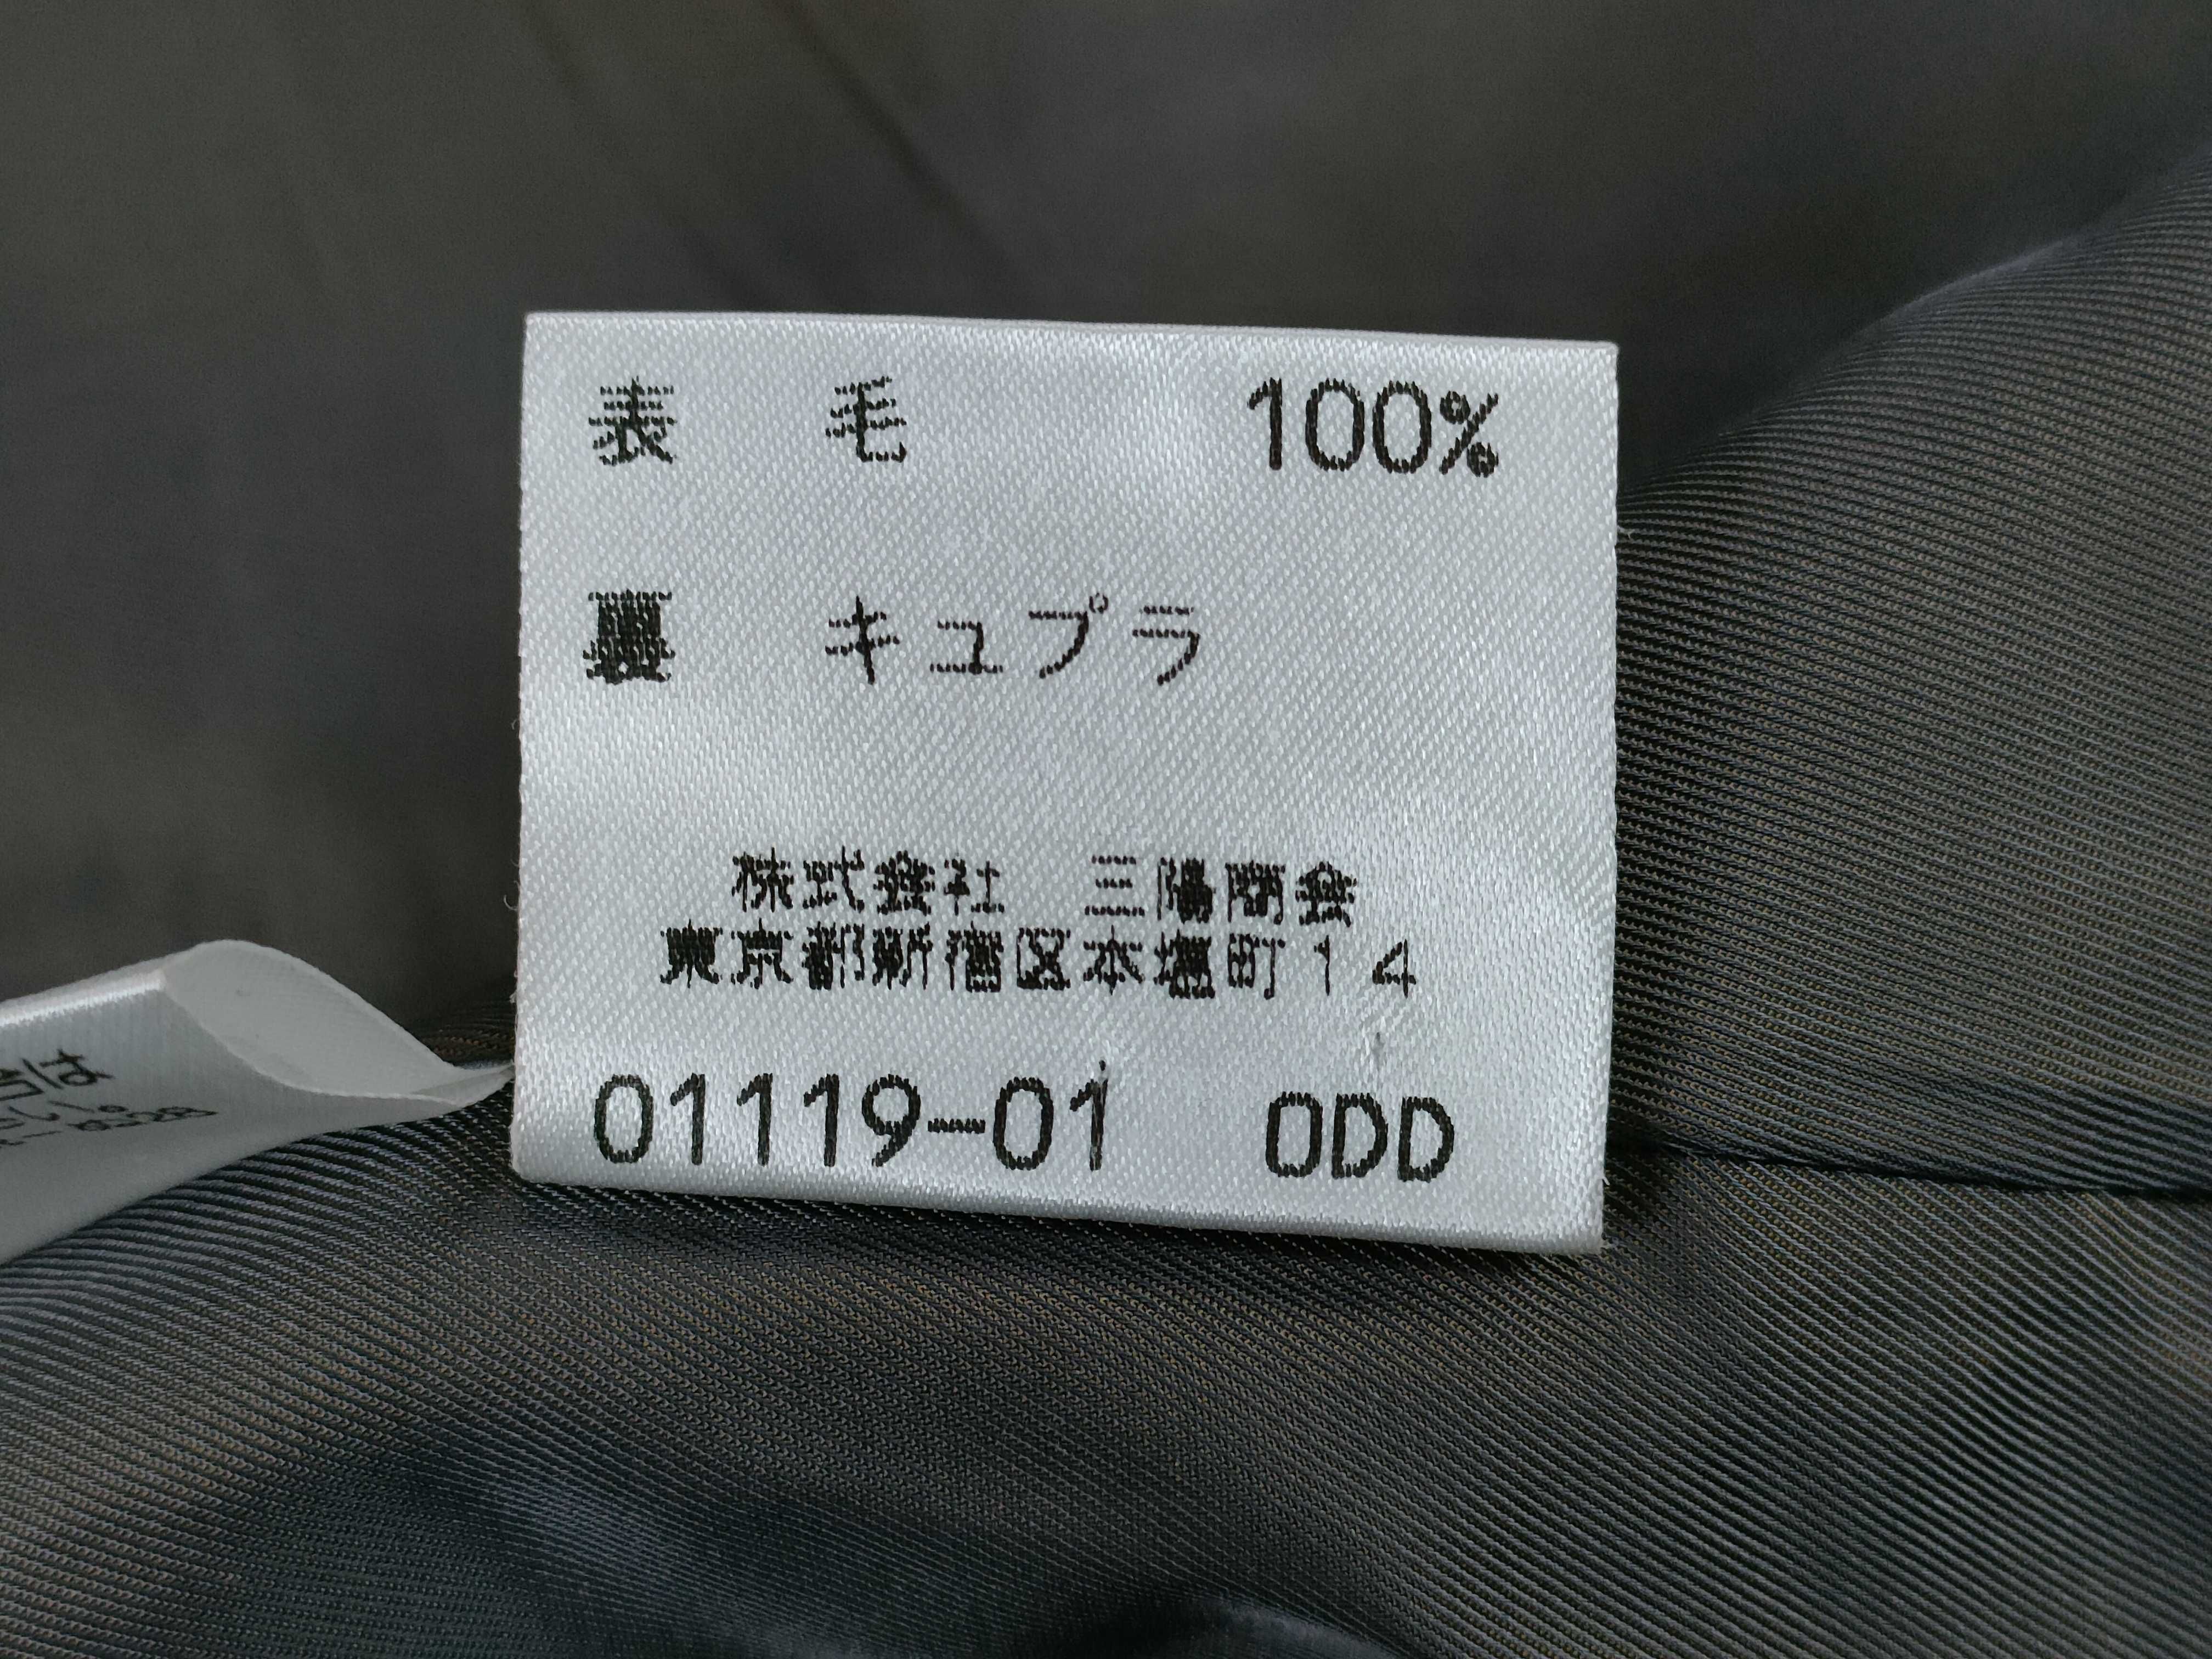 表 毛 100%
裏 キュプラ
株式会社 三陽商会
東京都新宿区本塩町14
01119-01 ODD
は